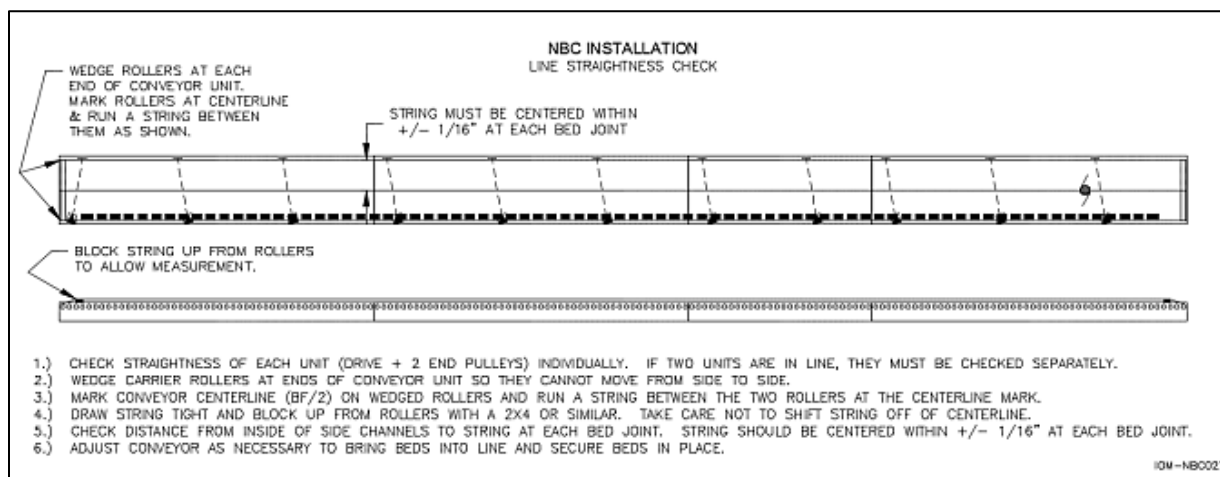 NBC INSTALLATION
LINE STRAIGHTNESS CHECK
WEDGE ROLLERS AT EACH
END OF CONVEYOR UNIT.
MARK ROLLERS AT CENTERLINE
& RUN A STRING BETWEEN
THEM AS SHOWN.
STRING MUST BE CENTERED WITHIN
+/- 1/16" AT EACH BED JOINT
BLOCK STRING UP FROM ROLLERS
TO ALLOW MEASUREMENT.
1.) CHECK STRAIGHTNESS OF EACH UNIT (DRIVE + 2 END PULLEYS) INDIVIDUALLY. IF TWO UNITS ARE IN LINE, THEY MUST BE CHECKED SEPARATELY.
2.) WEDGE CARRIER ROLLERS AT ENDS OF CONVEYOR UNIT SO THEY CANNOT MOVE FROM SIDE TO SIDE.
3.) MARK CONVEYOR CENTERLINE (BF/2) ON WEDGED ROLLERS AND RUN A STRING BETWEEN THE TWO ROLLERS AT THE CENTERLINE MARK.
4.) DRAW STRING TIGHT AND BLOCK UP FROM ROLLERS WITH A 2X4 OR SIMILAR. TAKE CARE NOT TO SHIFT STRING OFF OF CENTERLINE.
5.) CHECK DISTANCE FROM INSIDE OF SIDE CHANNELS TO STRING AT EACH BED JOINT. STRING SHOULD BE CENTERED WITHIN +/- 1/16" AT EACH BED JOINT.
6.) ADJUST CONVEYOR AS NECESSARY TO BRING BEDS INTO LINE AND SECURE BEDS IN PLACE.